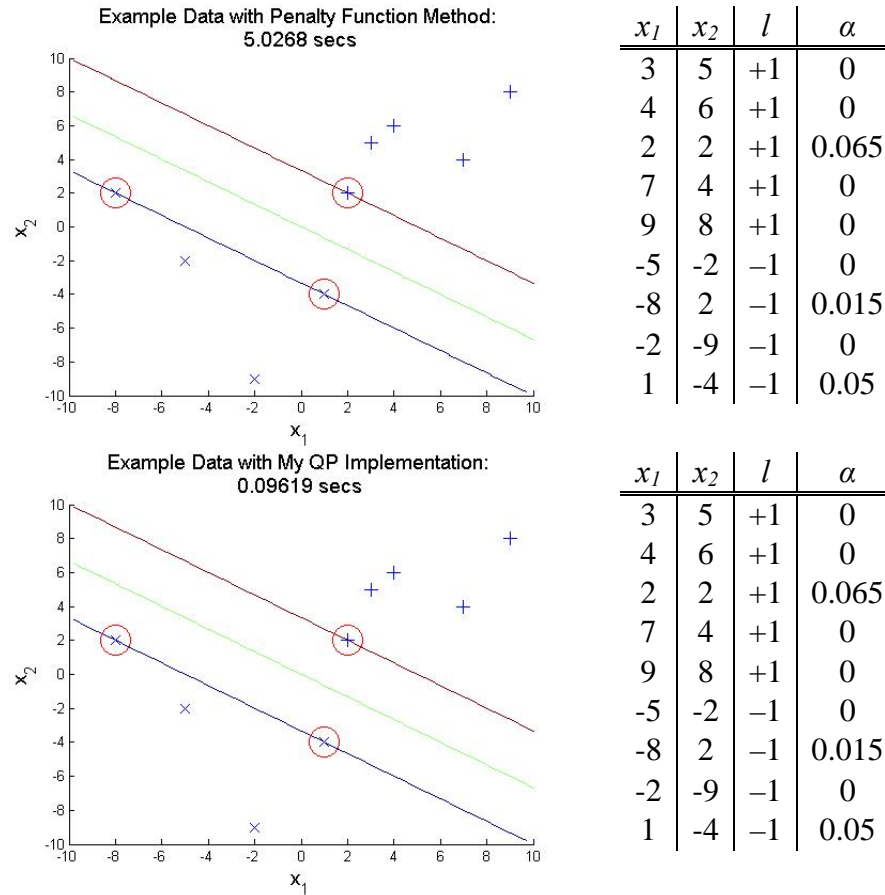 Example Data with Penalty Function Method:
5.0268 secs
10
8
6
4
2
0
-2
-4
-6
-8
-10
x2
-10 -8 -6 -4 -2 0 2 4 6 8 10
x1
x1 x2 l α
3 5 +1 0
4 6 +1 0
2 2 +1 0.065
7 4 +1 0
9 8 +1 0
-5 -2 –1 0
-8 2 –1 0.015
-2 -9 –1 0
1 -4 –1 0.05
Example Data with My QP Implementation:
0.09619 secs
10
8
6
4
2
0
-2
-4
-6
-8
-10
x2
-10 -8 -6 -4 -2 0 2 4 6 8 10
x1
x1 x2 l α
3 5 +1 0
4 6 +1 0
2 2 +1 0.065
7 4 +1 0
9 8 +1 0
-5 -2 –1 0
-8 2 –1 0.015
-2 -9 –1 0
1 -4 –1 0.05